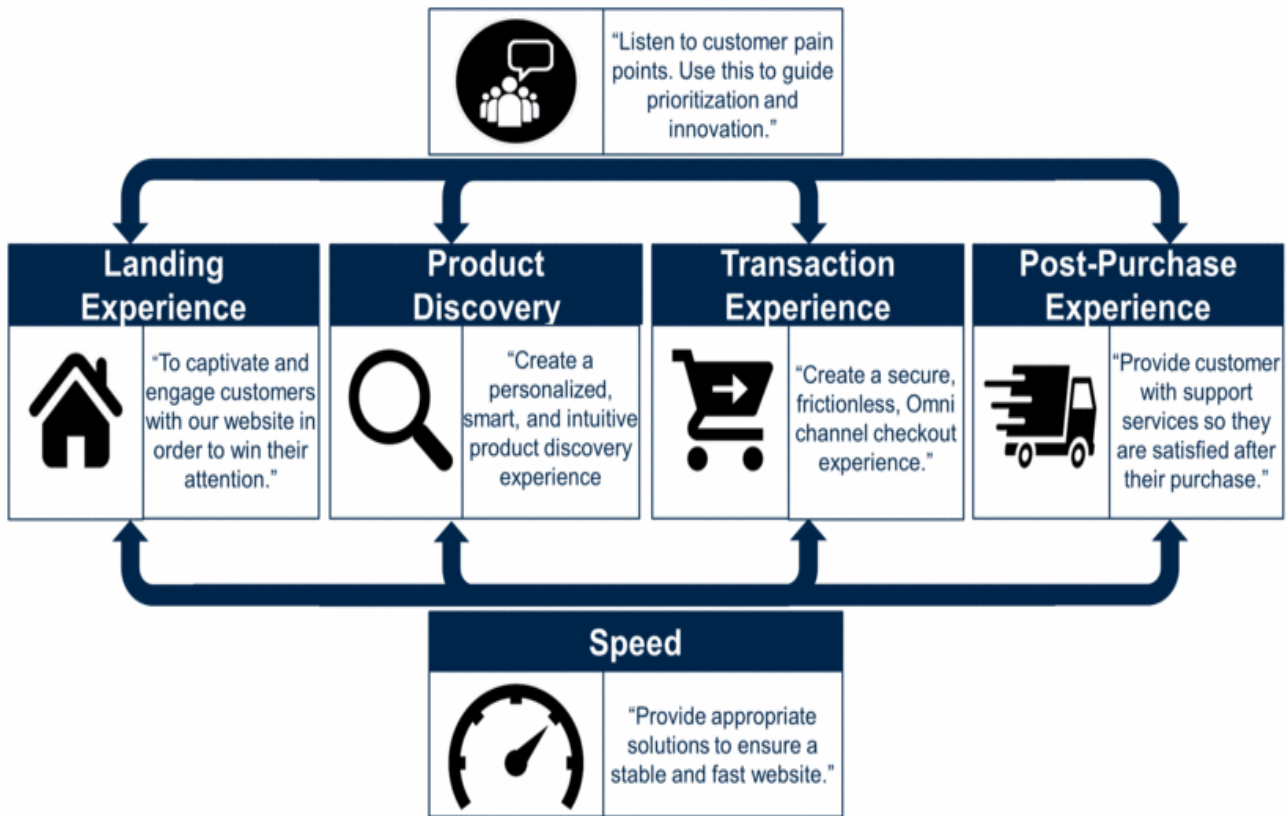 “Listen to customer pain
points. Use this to guide
prioritization and
innovation.”
Landing
Experience
“To captivate and
engage customers
with our website in
order to win their
attention.”
Product
Discovery
“Create a
personalized,
smart, and intuitive
product discovery
experience
Transaction
Experience
“Create a secure,
frictionless, Omni
channel checkout
experience.”
Post-Purchase
Experience
“Provide customer
with support
services so they
are satisfied after
their purchase.”
Speed
“Provide appropriate
solutions to ensure a
stable and fast website.”